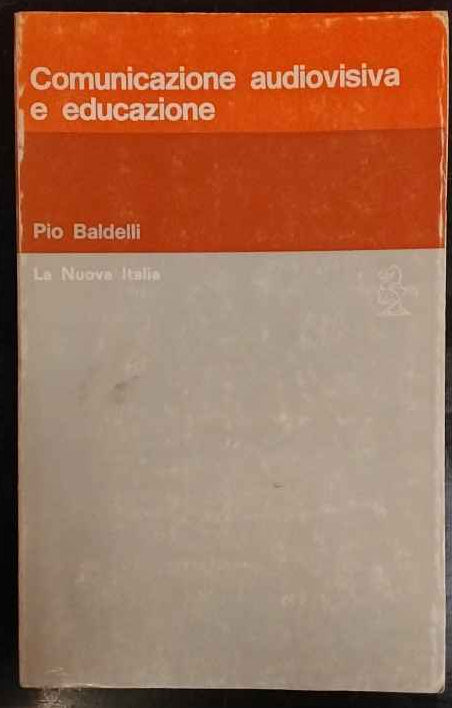 Comunicazione audiovisiva
e educazione
Pio Baldelli
La Nuova Italia